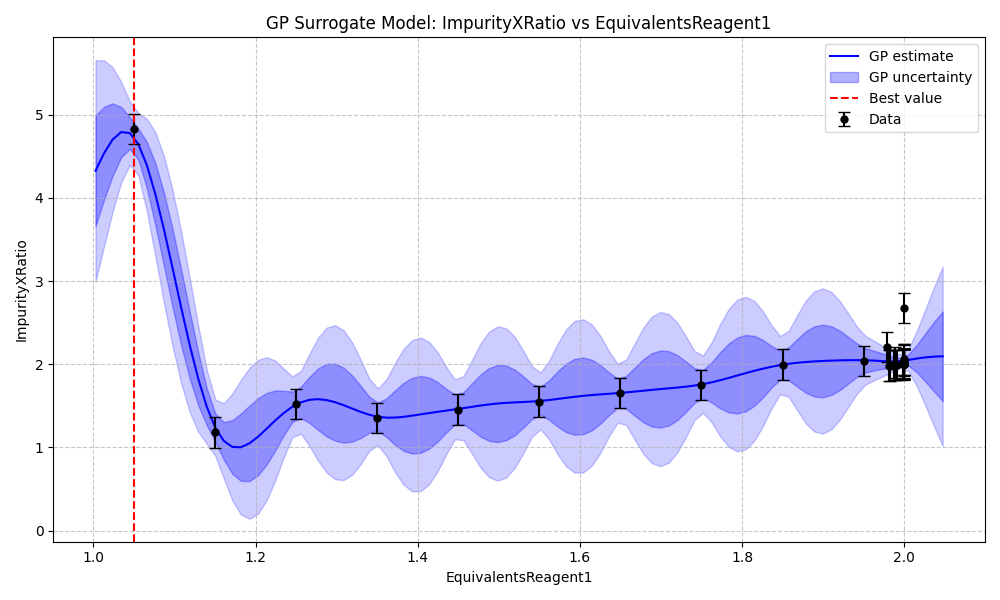 GP Surrogate Model: ImpurityXRatio vs EquivalentsReagent1
GP estimate
GP uncertainty
Best value
Data
ImpurityXRatio
5
4
3
2
1
0
1.0 1.2 1.4 1.6 1.8 2.0
EquivalentsReagent1